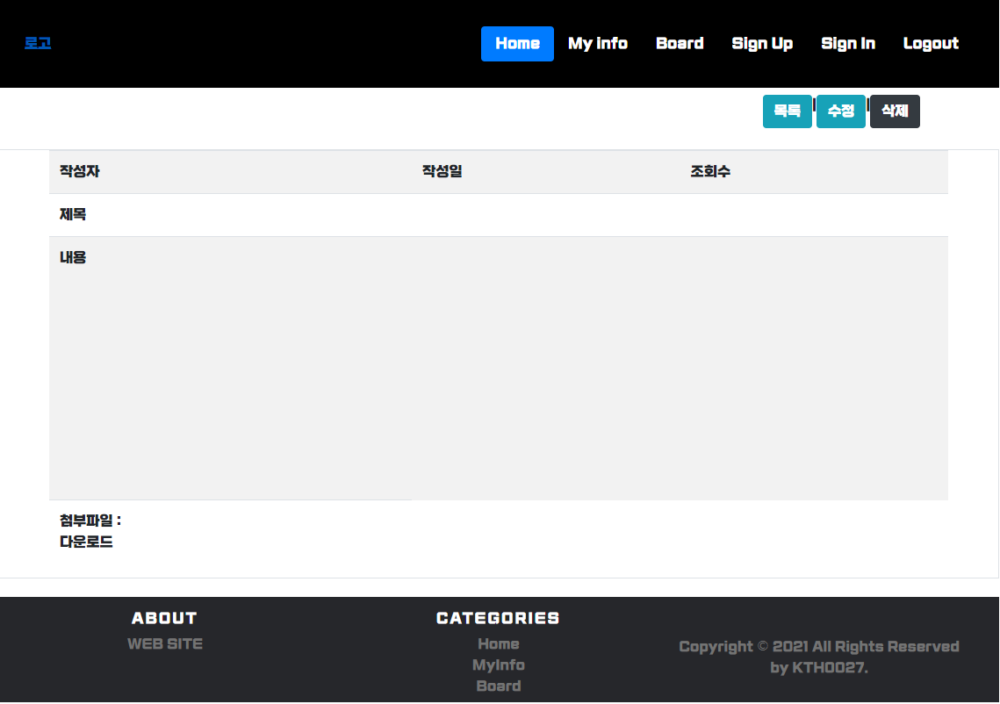 로고 Home My info Board Sign Up Sign In Logout
목록 | 수정 | 삭제
작성자 작성일 조회수
제목
내용
첨부파일 :
다운로드
ABOUT
WEB SITE
CATEGORIES
Home
MyInfo
Board
Copyright © 2021 All Rights Reserved
by KTH0027.